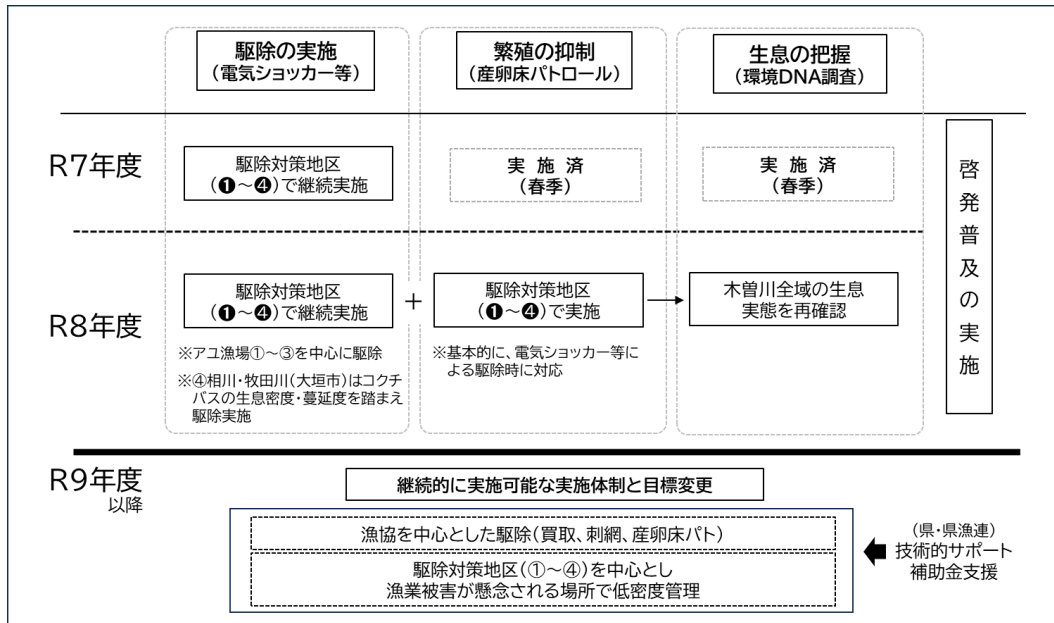 駆除の実施
（電気ショッカー等）
繁殖の抑制
（産卵床パトロール）
生息の把握
（環境DNA調査）
R7年度
駆除対策地区
（❶～❹）で継続実施
実施済
（春季）
実施済
（春季）
啓発普及の実施
R8年度
駆除対策地区
（❶～❹）で継続実施
＋
駆除対策地区
（❶～❹）で実施
木曽川全域の生息
実態を再確認
※アユ漁場①～③を中心に駆除
※④相川・牧田川（大垣市）はコクチ
バスの生息密度・蔓延度を踏まえ
駆除実施
※基本的に、電気ショッカー等に
よる駆除時に対応
R9年度
以降
継続的に実施可能な実施体制と目標変更
漁協を中心とした駆除（買取、刺網、産卵床パト）
駆除対策地区（①～④）を中心とし
漁業被害が懸念される場所で低密度管理
（県・県漁連）
技術的サポート
補助金支援